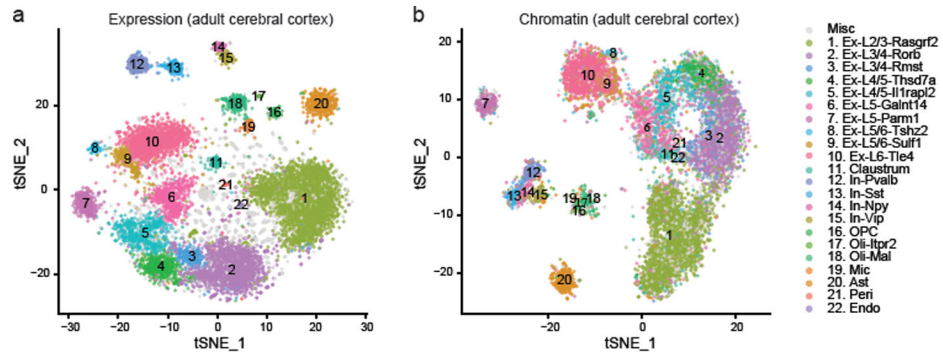 a
Expression (adult cerebral cortex)
14
15
12
13
17
18
20
16
19
10
8
9
11
21
6
1
7
22
5
3
4
2
20
0
−20
−30
−20
−10
0
10
20
30
tSNE_1
tSNE_2
b
Chromatin (adult cerebral cortex)
8
10
9
4
5
7
6
21
3
2
11
22
12
13
14
15
19
17
18
16
1
20
20
10
0
−10
−20
−20
0
20
tSNE_1
tSNE_2
Misc
1. Ex-L2/3-Rasgrf2
2. Ex-L3/4-Rorb
3. Ex-L3/4-Rmst
4. Ex-L4/5-Thsd7a
5. Ex-L4/5-Il1rapl2
6. Ex-L5-Galnt14
7. Ex-L5-Parm1
8. Ex-L5/6-Tshz2
9. Ex-L5/6-Sulf1
10. Ex-L6-Tle4
11. Claustrum
12. In-Pvalb
13. In-Sst
14. In-Npy
15. In-Vip
16. OPC
17. Oli-Itpr2
18. Oli-Mal
19. Mic
20. Ast
21. Peri
22. Endo